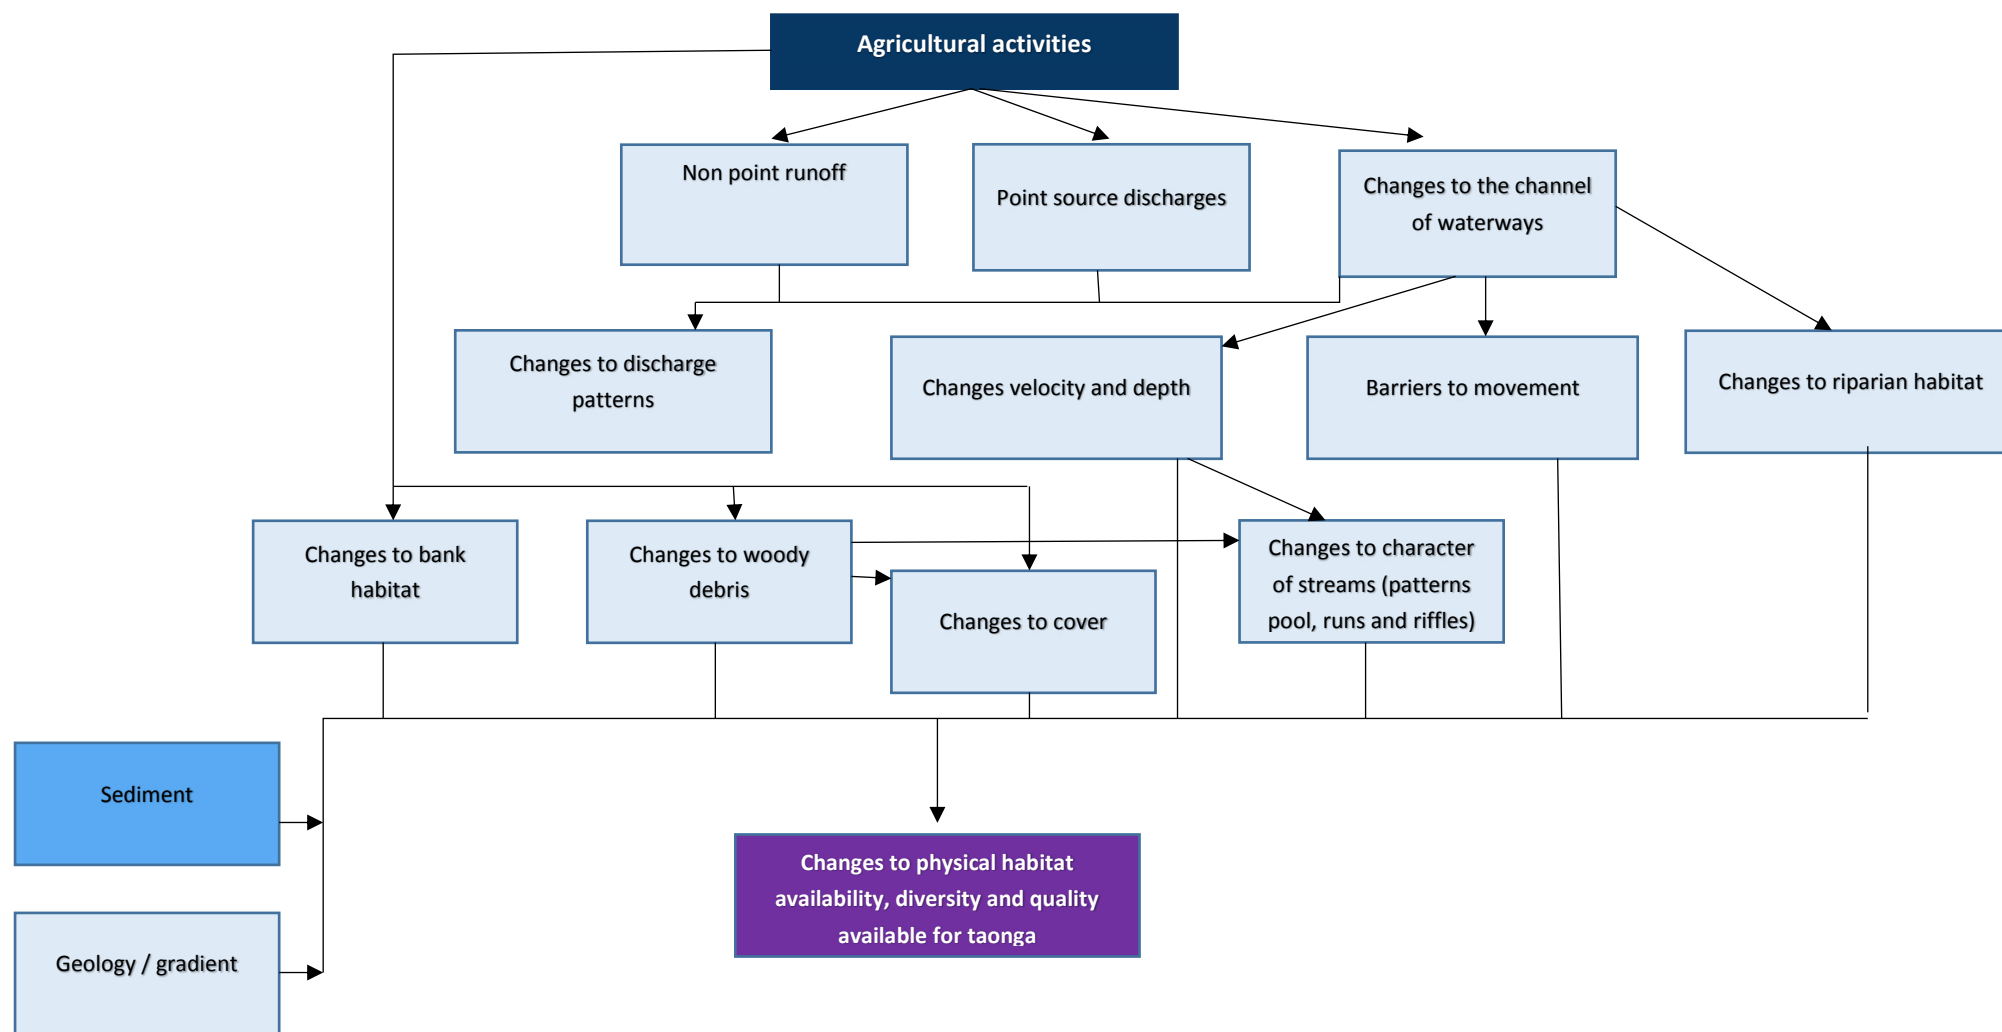 Agricultural activities
Non point runoff
Point source discharges
Changes to the channel
of waterways
Changes to discharge
patterns
Changes velocity and depth
Barriers to movement
Changes to riparian habitat
Changes to bank
habitat
Changes to woody
debris
Changes to cover
Changes to character
of streams (patterns
pool, runs and riffles)
Sediment
Changes to physical habitat
availability, diversity and quality
available for taonga
Geology / gradient